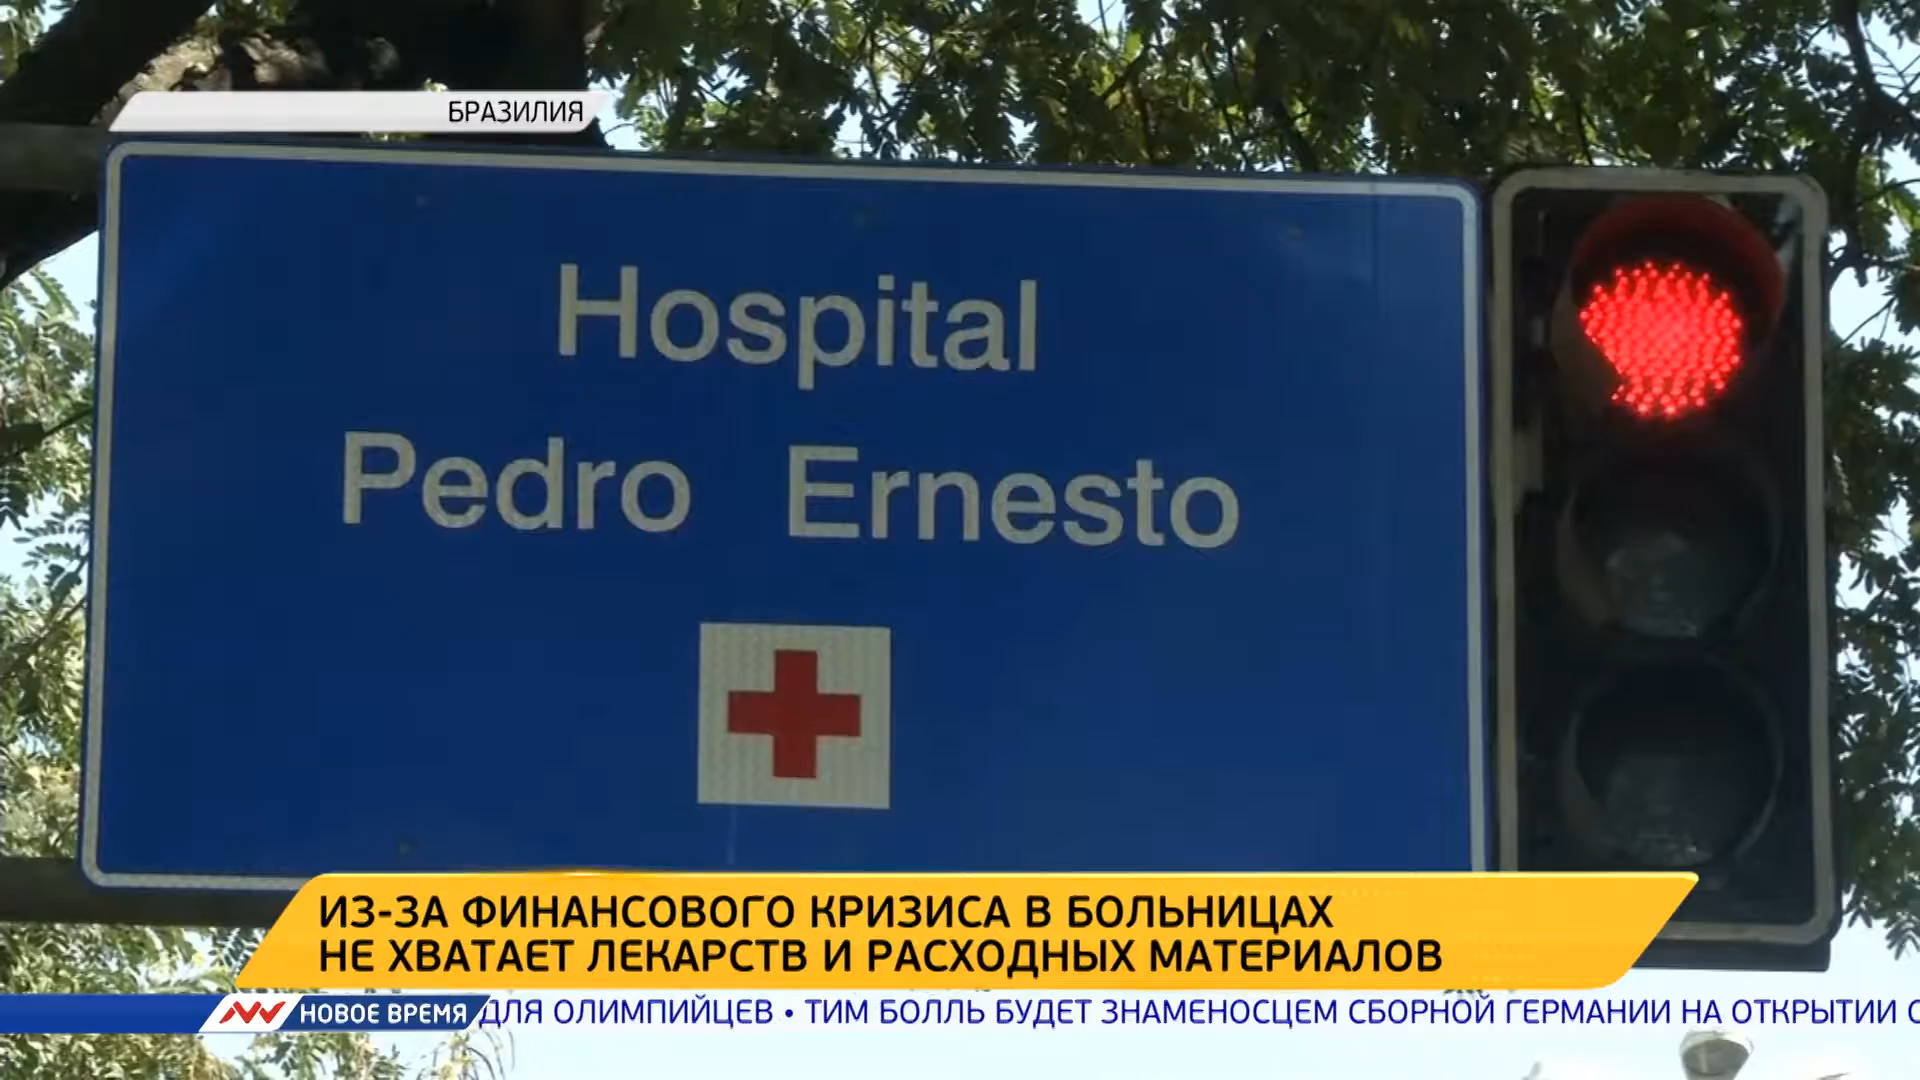 БРАЗИЛИЯ
Hospital
Pedro Ernesto
ИЗ-ЗА ФИНАНСОВОГО КРИЗИСА В БОЛЬНИЦАХ
НЕ ХВАТАЕТ ЛЕКАРСТВ И РАСХОДНЫХ МАТЕРИАЛОВ
НОВОЕ ВРЕМЯ ДЛЯ ОЛИМПИЙЦЕВ • ТИМ БОЛЛЬ БУДЕТ ЗНАМЕНОСЦЕМ СБОРНОЙ ГЕРМАНИИ НА ОТКРЫТИИ